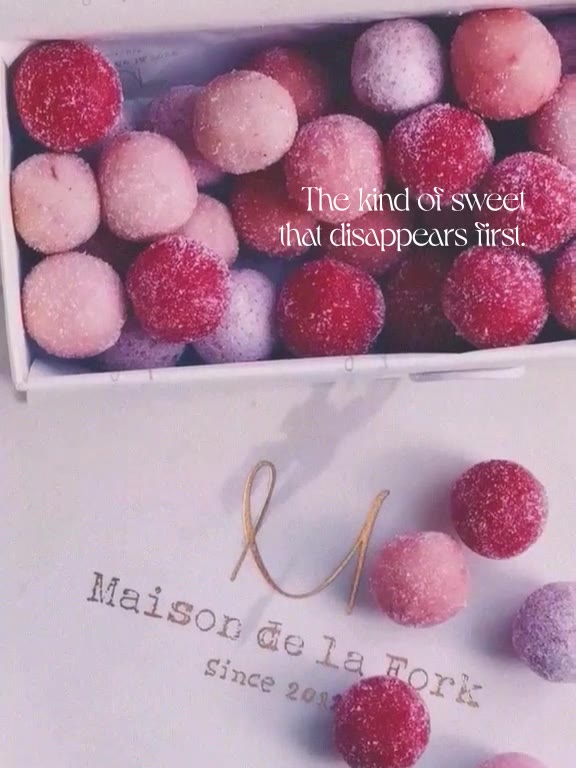 The kind of sweet
that disappears first.
Maison de la Fork
Since